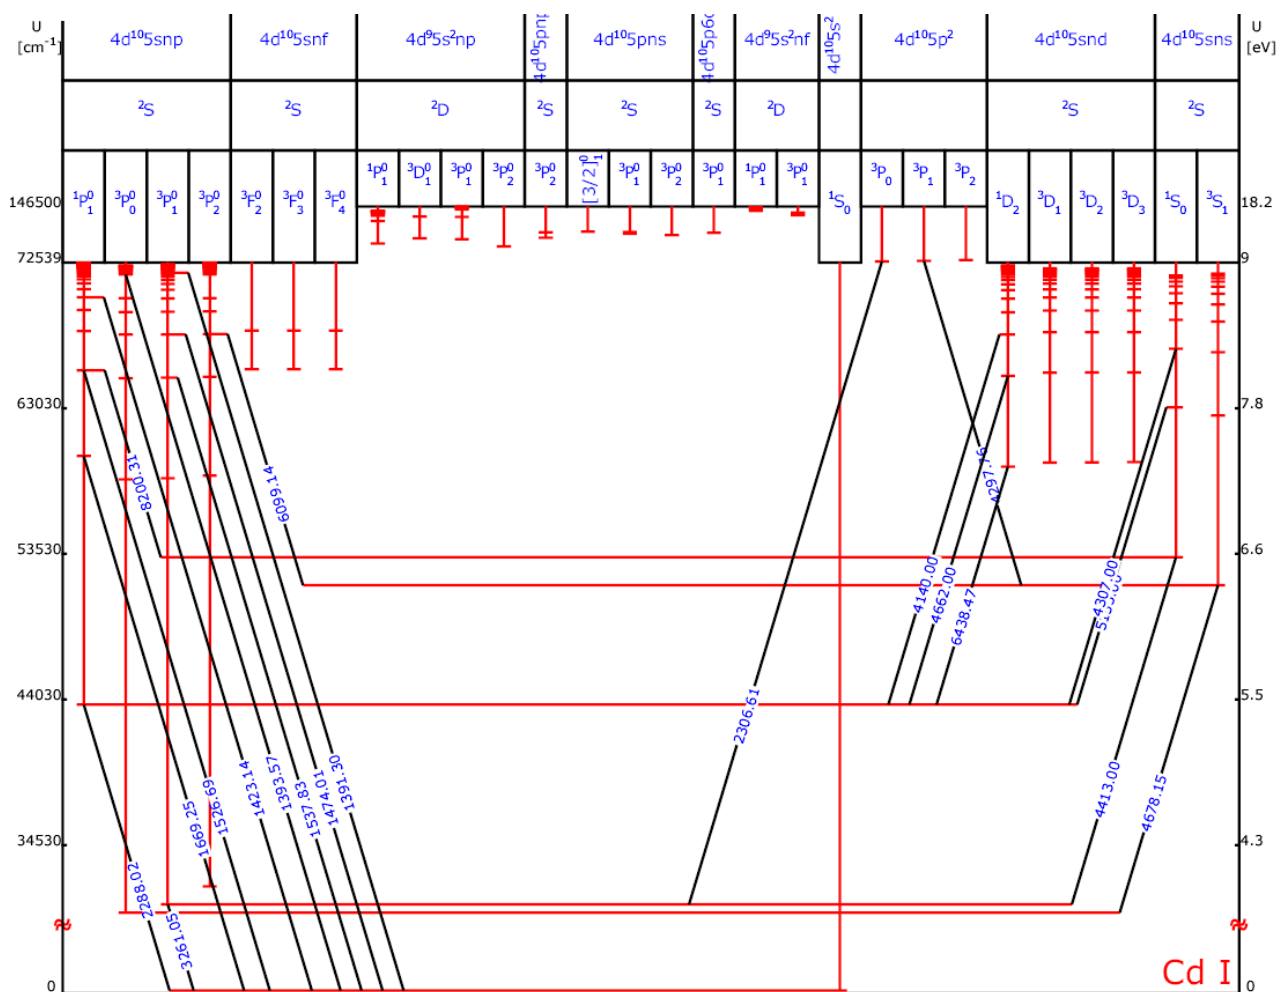 U
[cm⁻¹]
4d¹⁰5snp
4d¹⁰5snf
4d⁹5s²np
4d¹⁰5pnp
4d¹⁰5pns
4d⁹5s²nf
4d¹⁰5s²
4d¹⁰5p²
4d¹⁰5snd
4d¹⁰5sns
U
[eV]
²S
²S
²D
²S
²S
²S
²D
²S
²S
¹P⁰₁
³P⁰₀
³P⁰₁
³P⁰₂
³F⁰₂
³F⁰₃
³F⁰₄
¹P⁰₁
³D⁰₁
³P⁰₁
³P⁰₂
³P⁰₂
[3/2]⁰₁
³P⁰₁
³P⁰₂
³P⁰₁
¹P⁰₁
³P⁰₁
¹S₀
³P₀
³P₁
³P₂
¹D₂
³D₁
³D₂
³D₃
¹S₀
³S₁
146500
18.2
72539
9
63030
7.8
53530
6.6
44030
5.5
34530
4.3
0
0
8200.31
6099.14
4297.16
4140.00
4662.00
6438.47
4307.00
2306.61
4413.00
4678.15
2288.02
3261.05
1669.25
1526.69
1423.14
1393.57
1537.83
1474.01
1391.30
Cd I